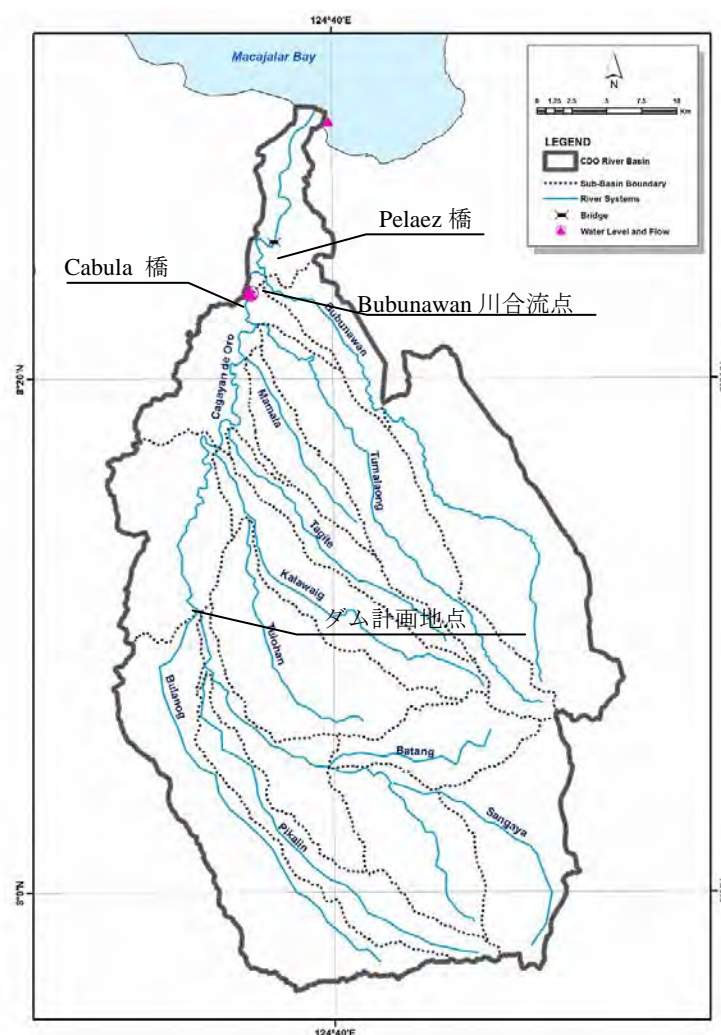 124°40'E
Macajalar Bay
N
0 1.25 2.5 5 7.5 10
Km
LEGEND
CDO River Basin
Sub-Basin Boundary
River Systems
Bridge
Water Level and Flow
Pelaez 橋
Cabula 橋
Bubunawan 川合流点
Bubunawan
8°20'N
Cagayan de Oro
Mamala
Tumalaong
Tagite
Kalawaig
ダム計画地点
Tulohan
Bulanog
Batang
Sangaya
Pikalin
8°0'N
124°40'E